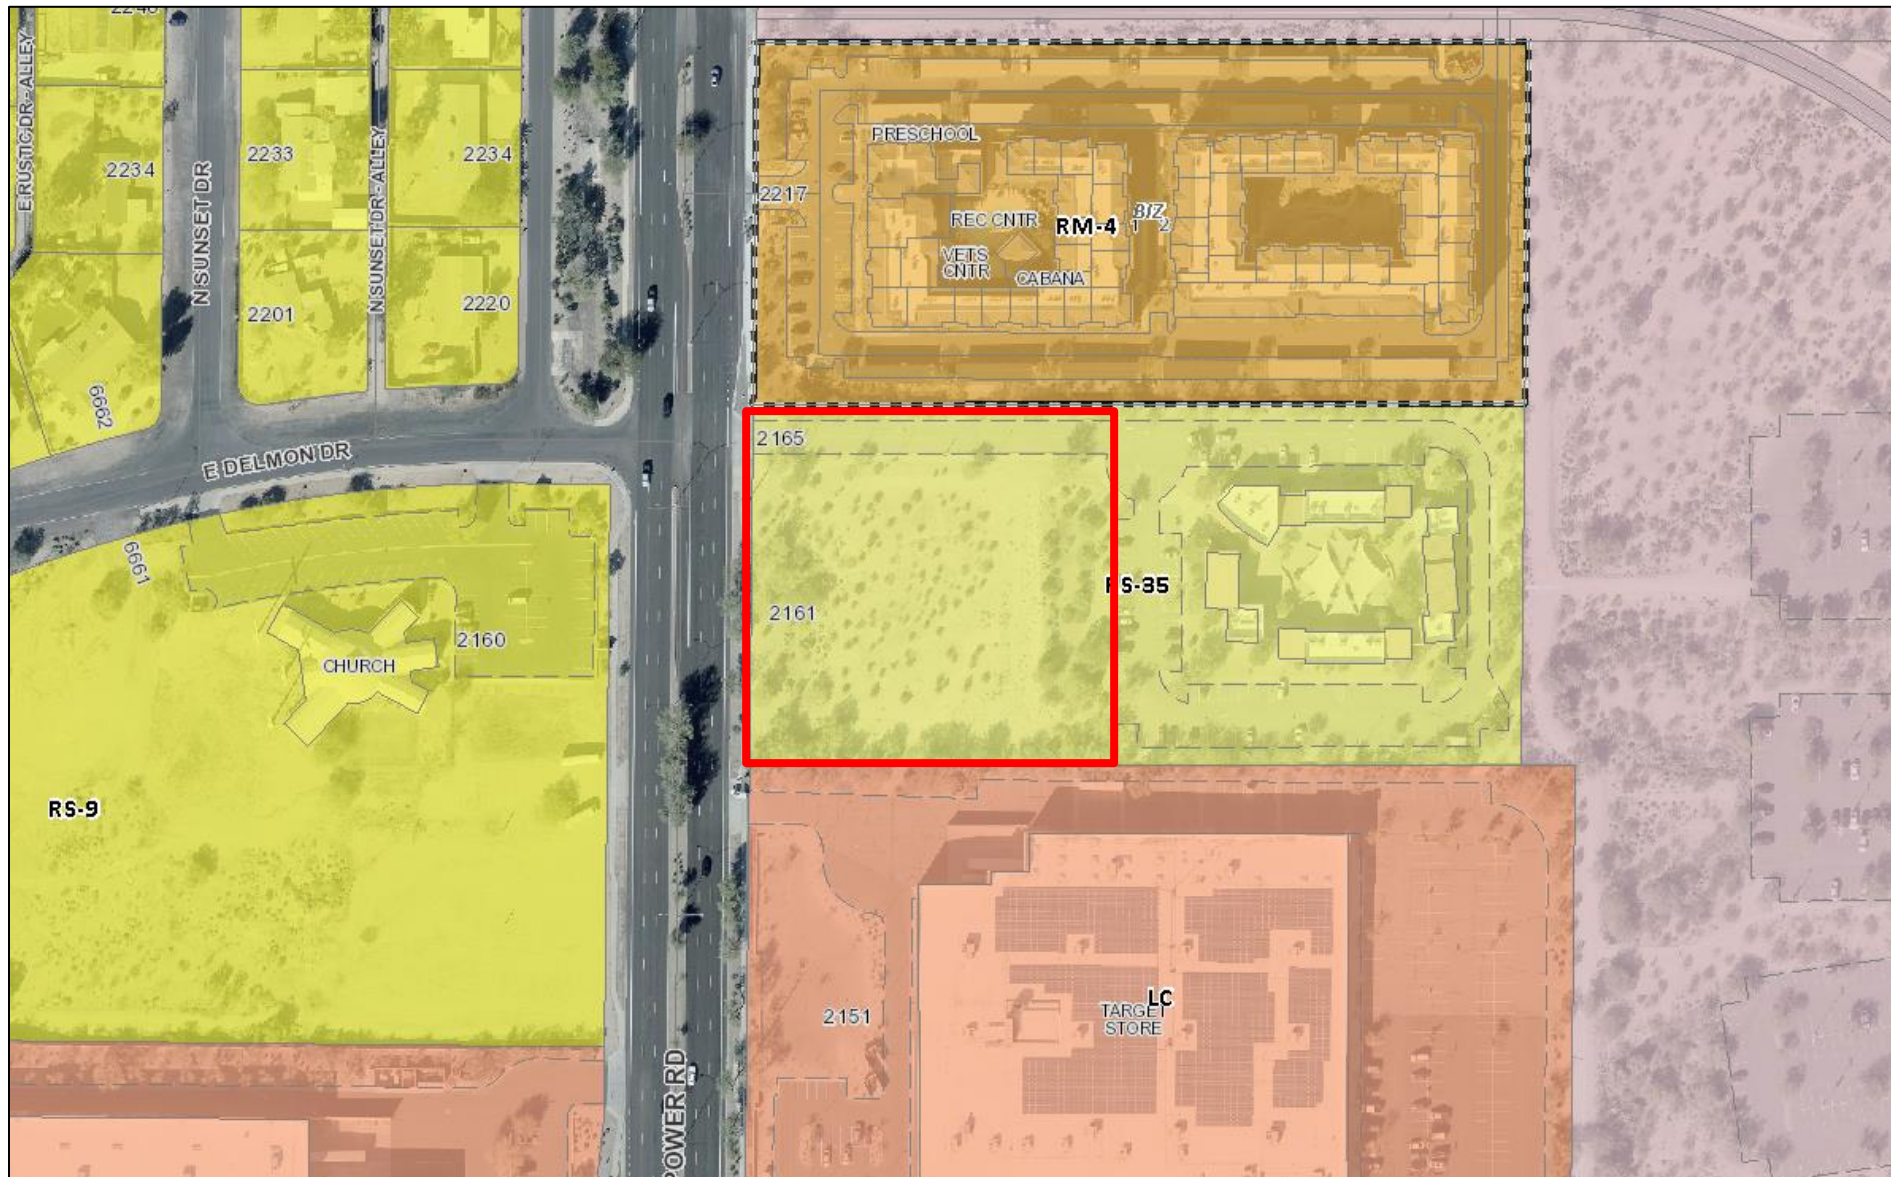 2240
E RUSTIC DR - ALLEY
2234
N SUNSET DR
2233
N SUNSET DR - ALLEY
2234
2201
2220
6662
E DELMON DR
PRESCHOOL
2217
REC CNTR
RM-4
BIZ
1 2
VETS
CNTR
CABANA
2165
2161
RS-35
6661
CHURCH
2160
RS-9
2151
LC
TARGET
STORE
POWER RD